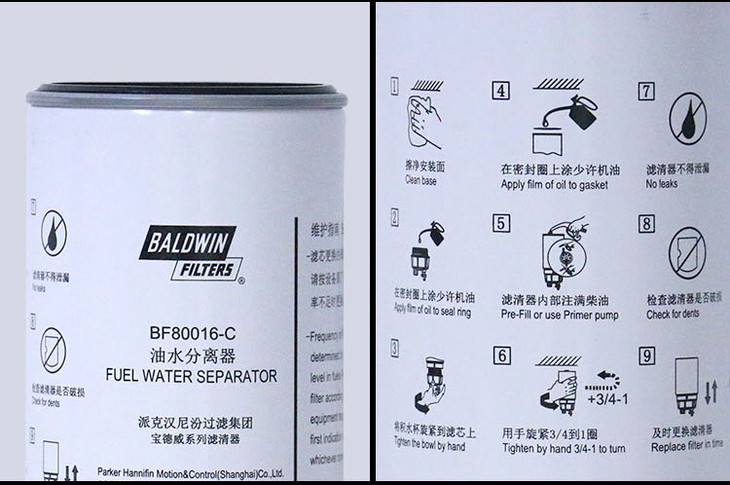 7
滤清器不得泄漏
No leaks
8
检查滤清器是否破损
Check for dents
9
BALDWIN
FILTERS®
BF80016-C
油水分离器
FUEL WATER SEPARATOR
派克汉尼汾过滤集团
宝德威系列滤清器
Parker Hannifin Motion&Control(Shanghai)Co.,Ltd.
维护指南
-滤芯更换
请按设备
率不足时更
-Frequency
determined
level in fuels
filter according
equipment
first indication
whichever
1
擦净安装面
Clean base
2
在密封圈上涂少许机油
Apply film of oil to seal ring
3
将积水杯旋紧到滤芯上
Tighten the bowl by hand
4
在密封圈上涂少许机油
Apply film of oil to gasket
5
滤清器内部注满柴油
Pre-Fill or use Primer pump
6
+3/4-1
用手旋紧3/4到1圈
Tighten by hand 3/4-1 to turn
7
滤清器不得泄漏
No leaks
8
检查滤清器是否破损
Check for dents
9
及时更换滤清器
Replace filter in time